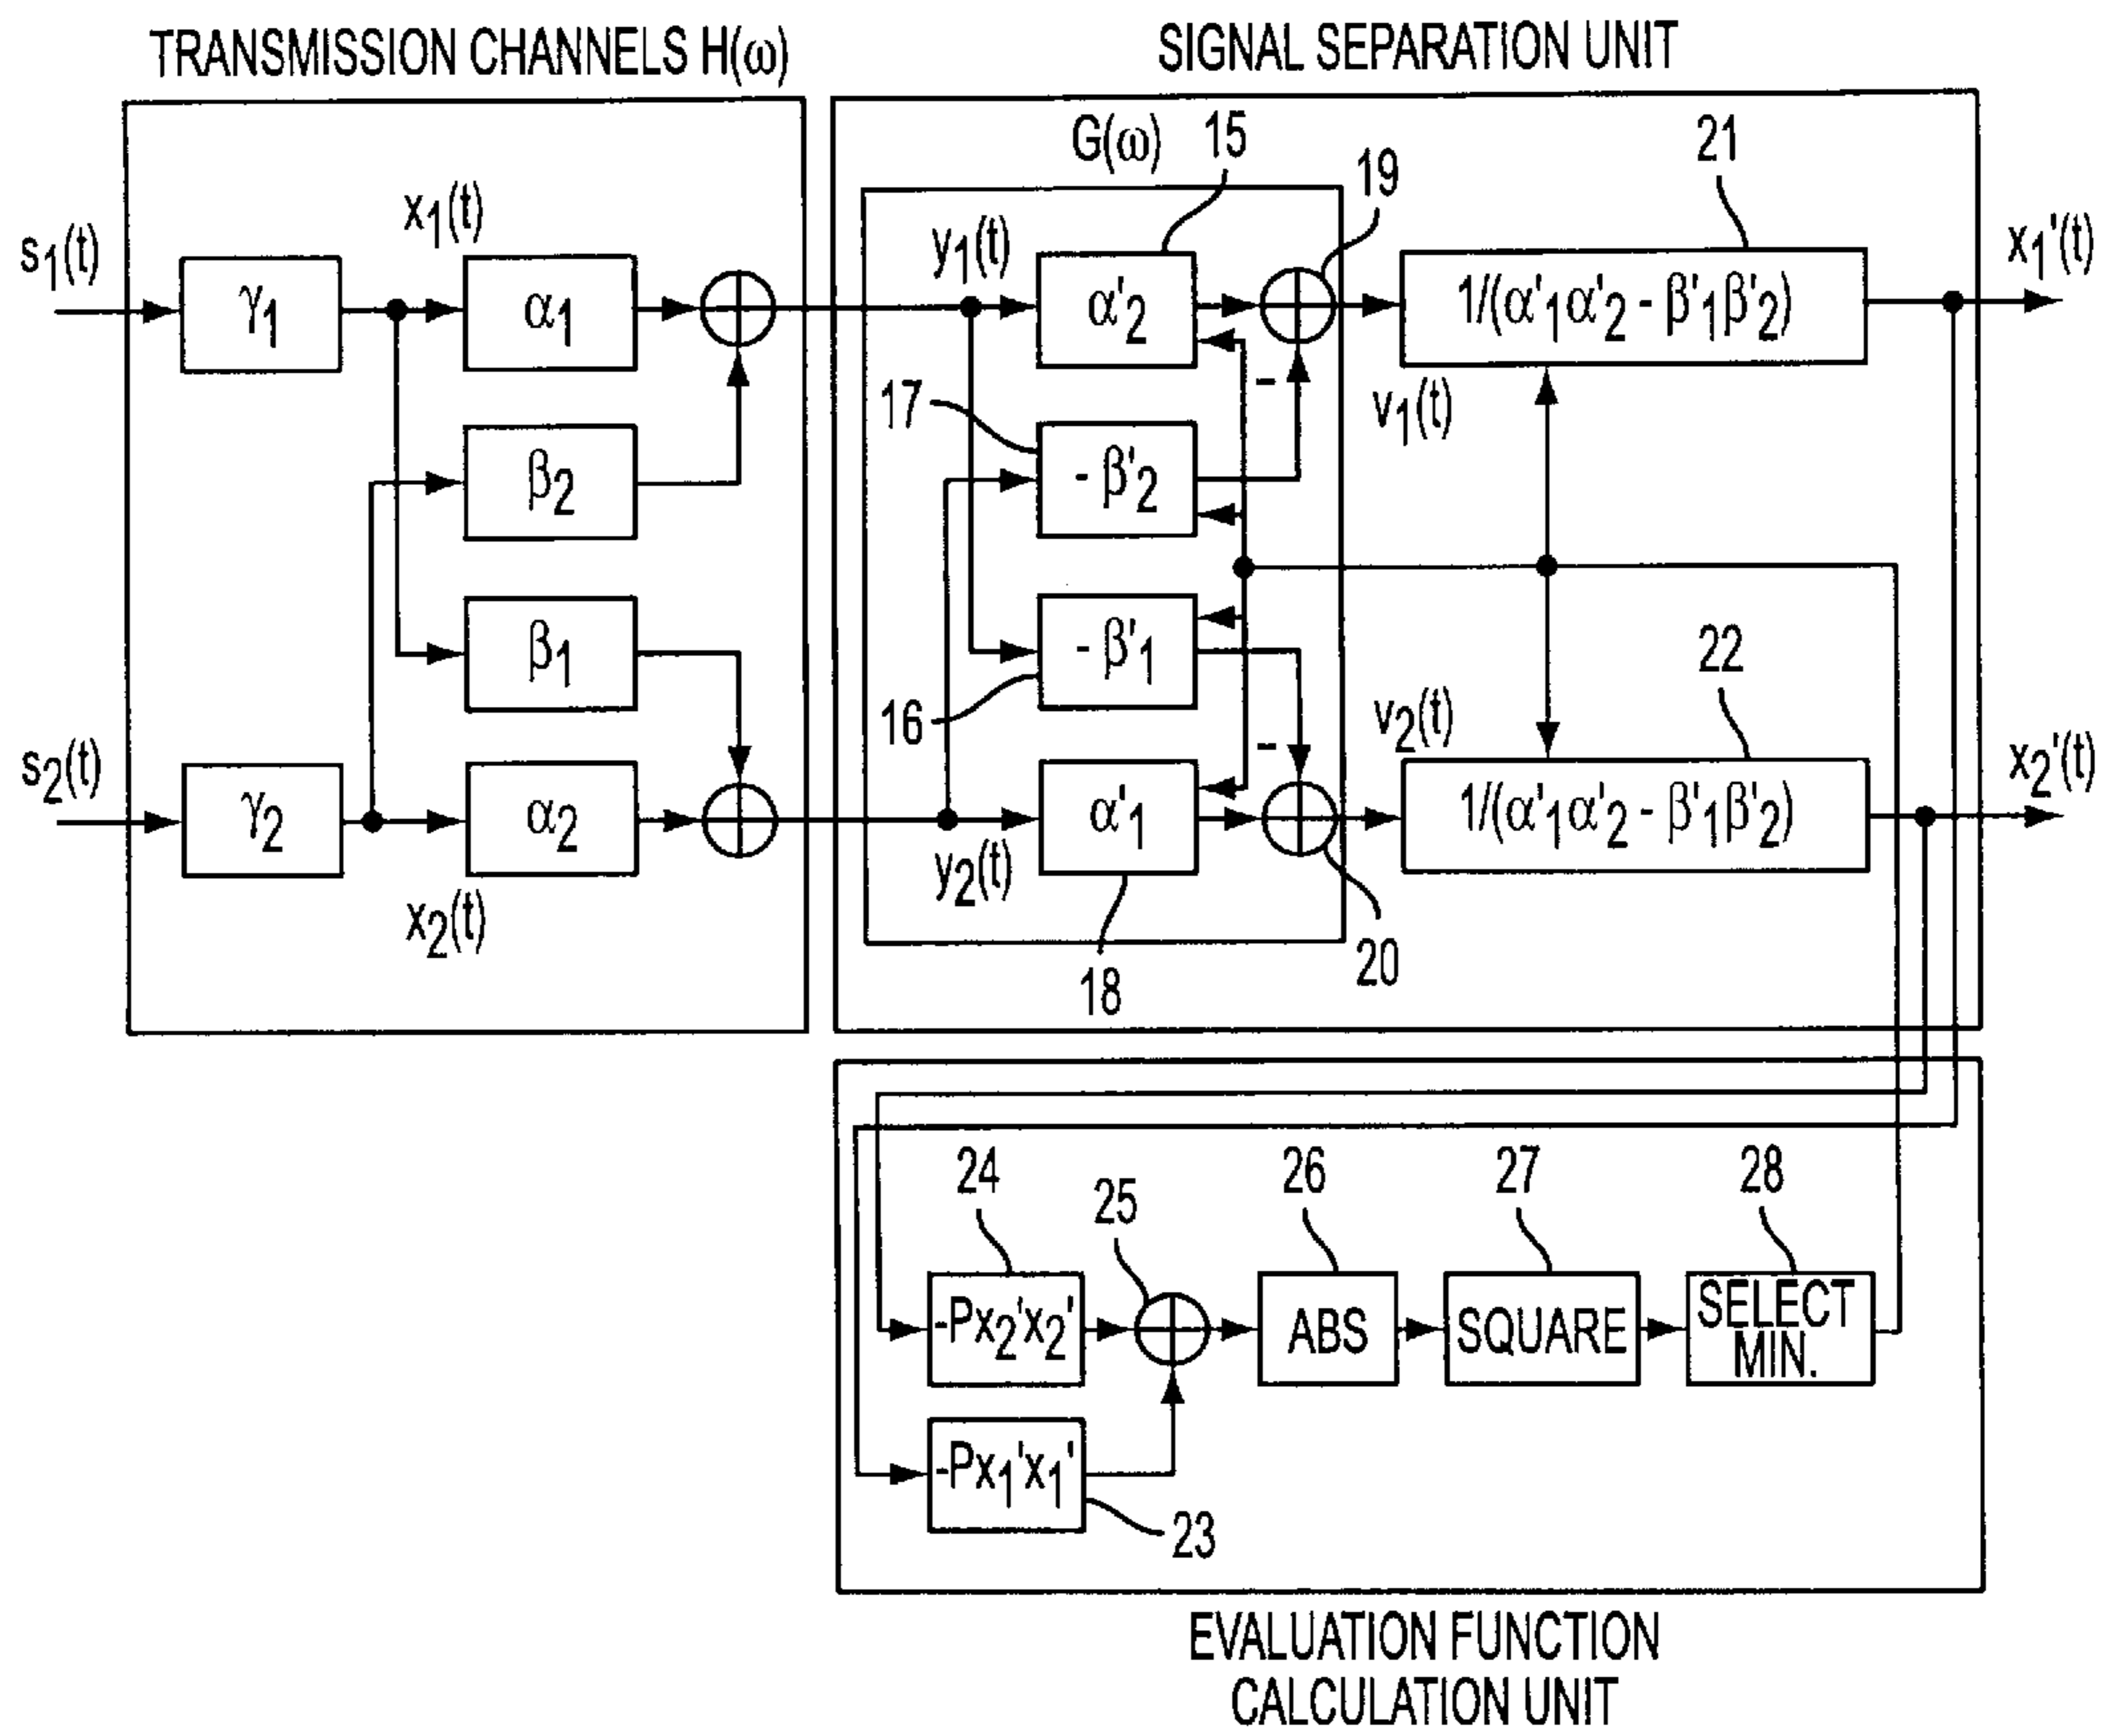 TRANSMISSION CHANNELS H(ω)
SIGNAL SEPARATION UNIT
G(ω)
15
21
19
s1(t)
x1(t)
y1(t)
x1'(t)
γ1
α1
α'2
1/(α'1α'2 - β'1β'2)
-
v1(t)
17
β2
- β'2
β1
- β'1
16
22
v2(t)
-
s2(t)
x2'(t)
γ2
α2
α'1
1/(α'1α'2 - β'1β'2)
x2(t)
y2(t)
18
20
24
25
26
27
28
-Px2'x2'
ABS
SQUARE
SELECT
MIN.
-Px1'x1'
23
EVALUATION FUNCTION
CALCULATION UNIT